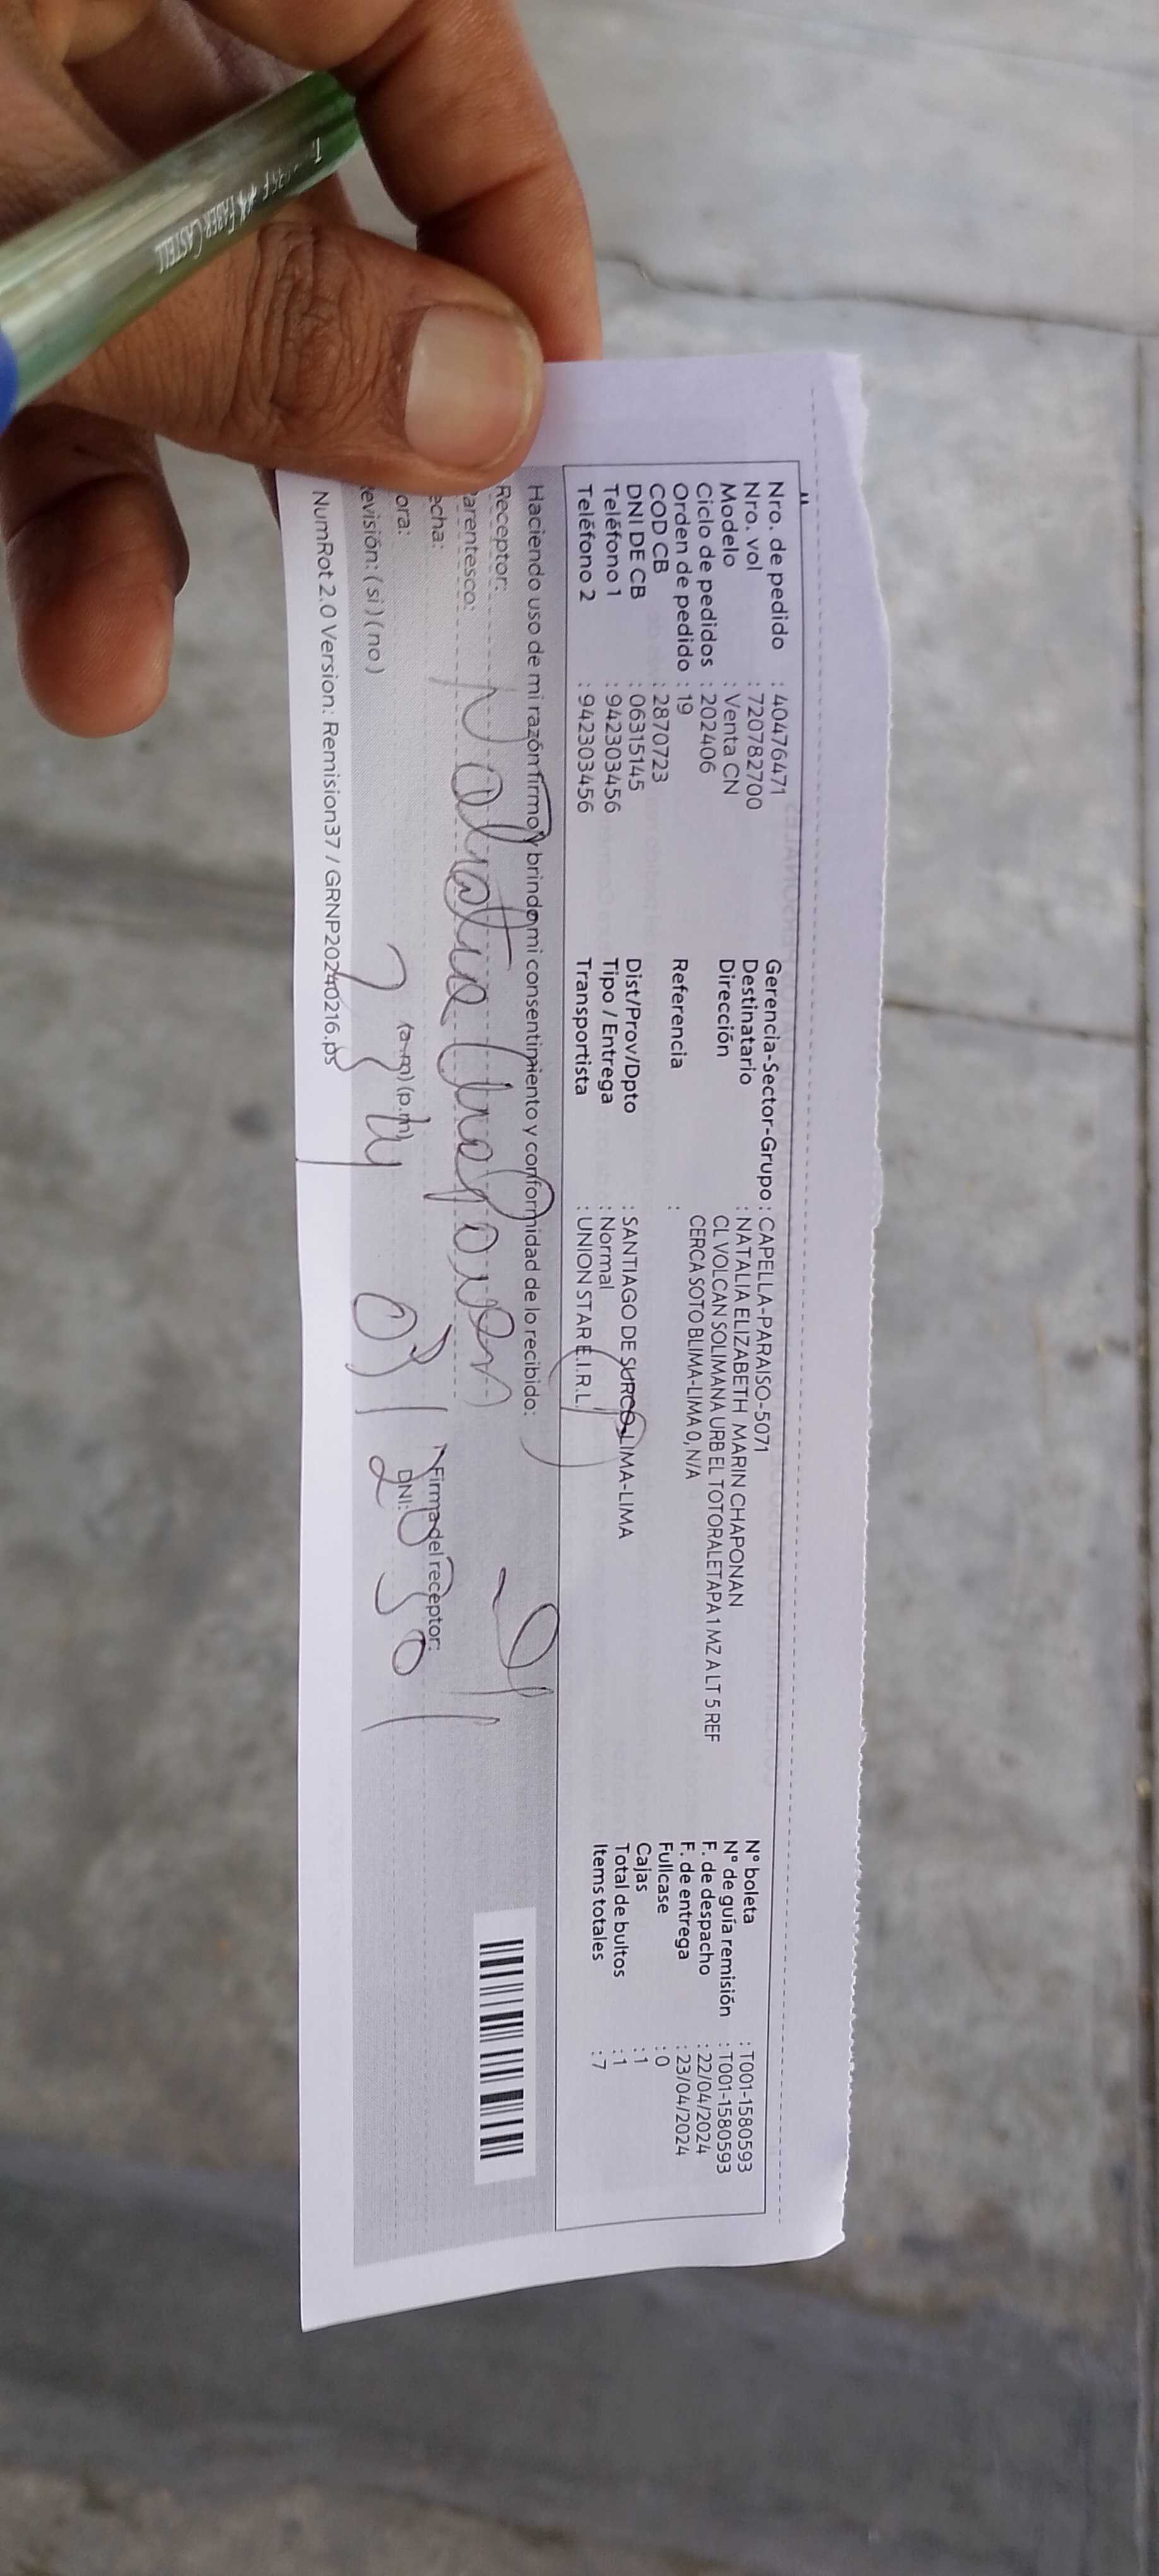 FABER CASTELL
Nro. de pedido : 40476471
Nro. vol : 720782700
Modelo : Venta CN
Ciclo de pedidos : 202406
Orden de pedido : 19
COD CB : 2870723
DNI DE CB : 06315145
Teléfono 1 : 942303456
Teléfono 2 : 942303456
Gerencia-Sector-Grupo : CAPELLA-PARAISO-5071
Destinatario : NATALIA ELIZABETH MARIN CHAPONAN
Dirección : CL VOLCAN SOLIMANA URB EL TOTORALETAPA 1 MZ A LT 5 REF
CERCA SOTO BLIMA-LIMA 0, N/A
Referencia :
Dist/Prov/Dpto : SANTIAGO DE SURCO-LIMA-LIMA
Tipo / Entrega : Normal
Transportista : UNION STAR E.I.R.L.
N° boleta : T001-1580593
N° de guía remisión : T001-1580593
F. de despacho : 22/04/2024
F. de entrega : 23/04/2024
Fullcase : 0
Cajas : 1
Total de bultos : 1
Items totales : 7
Haciendo uso de mi razón firmo y brindo mi consentimiento y conformidad de lo recibido:
Receptor:
arentesco:
echa:
ora: (a.m) (p.m)
evisión: ( si ) ( no )
Firma del receptor:
DNI:
NumRot 2.0 Version: Remision37 / GRNP20240216.ps